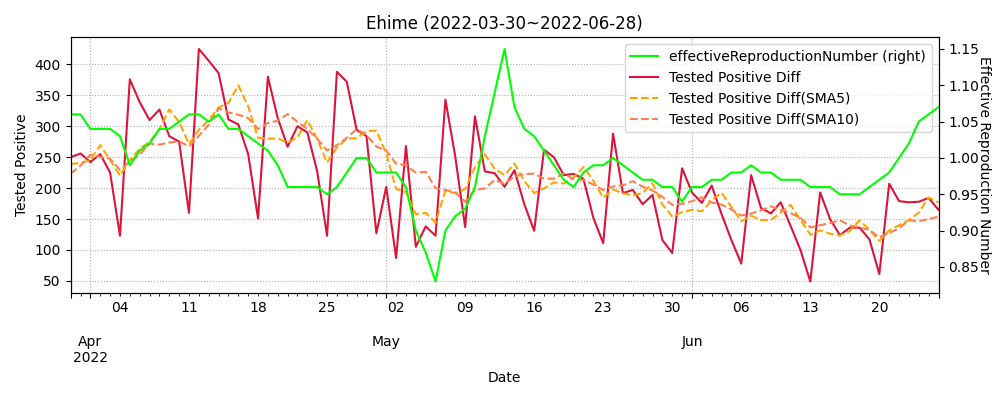 Ehime (2022-03-30~2022-06-28)
effectiveReproductionNumber (right)
Tested Positive Diff
Tested Positive Diff(SMA5)
Tested Positive Diff(SMA10)
Tested Positive
400
350
300
250
200
150
100
50
Effective Reproduction Number
1.15
1.10
1.05
1.00
0.95
0.90
0.85
04 11 18 25 02 09 16 23 30 06 13 20
Apr May Jun
2022
Date